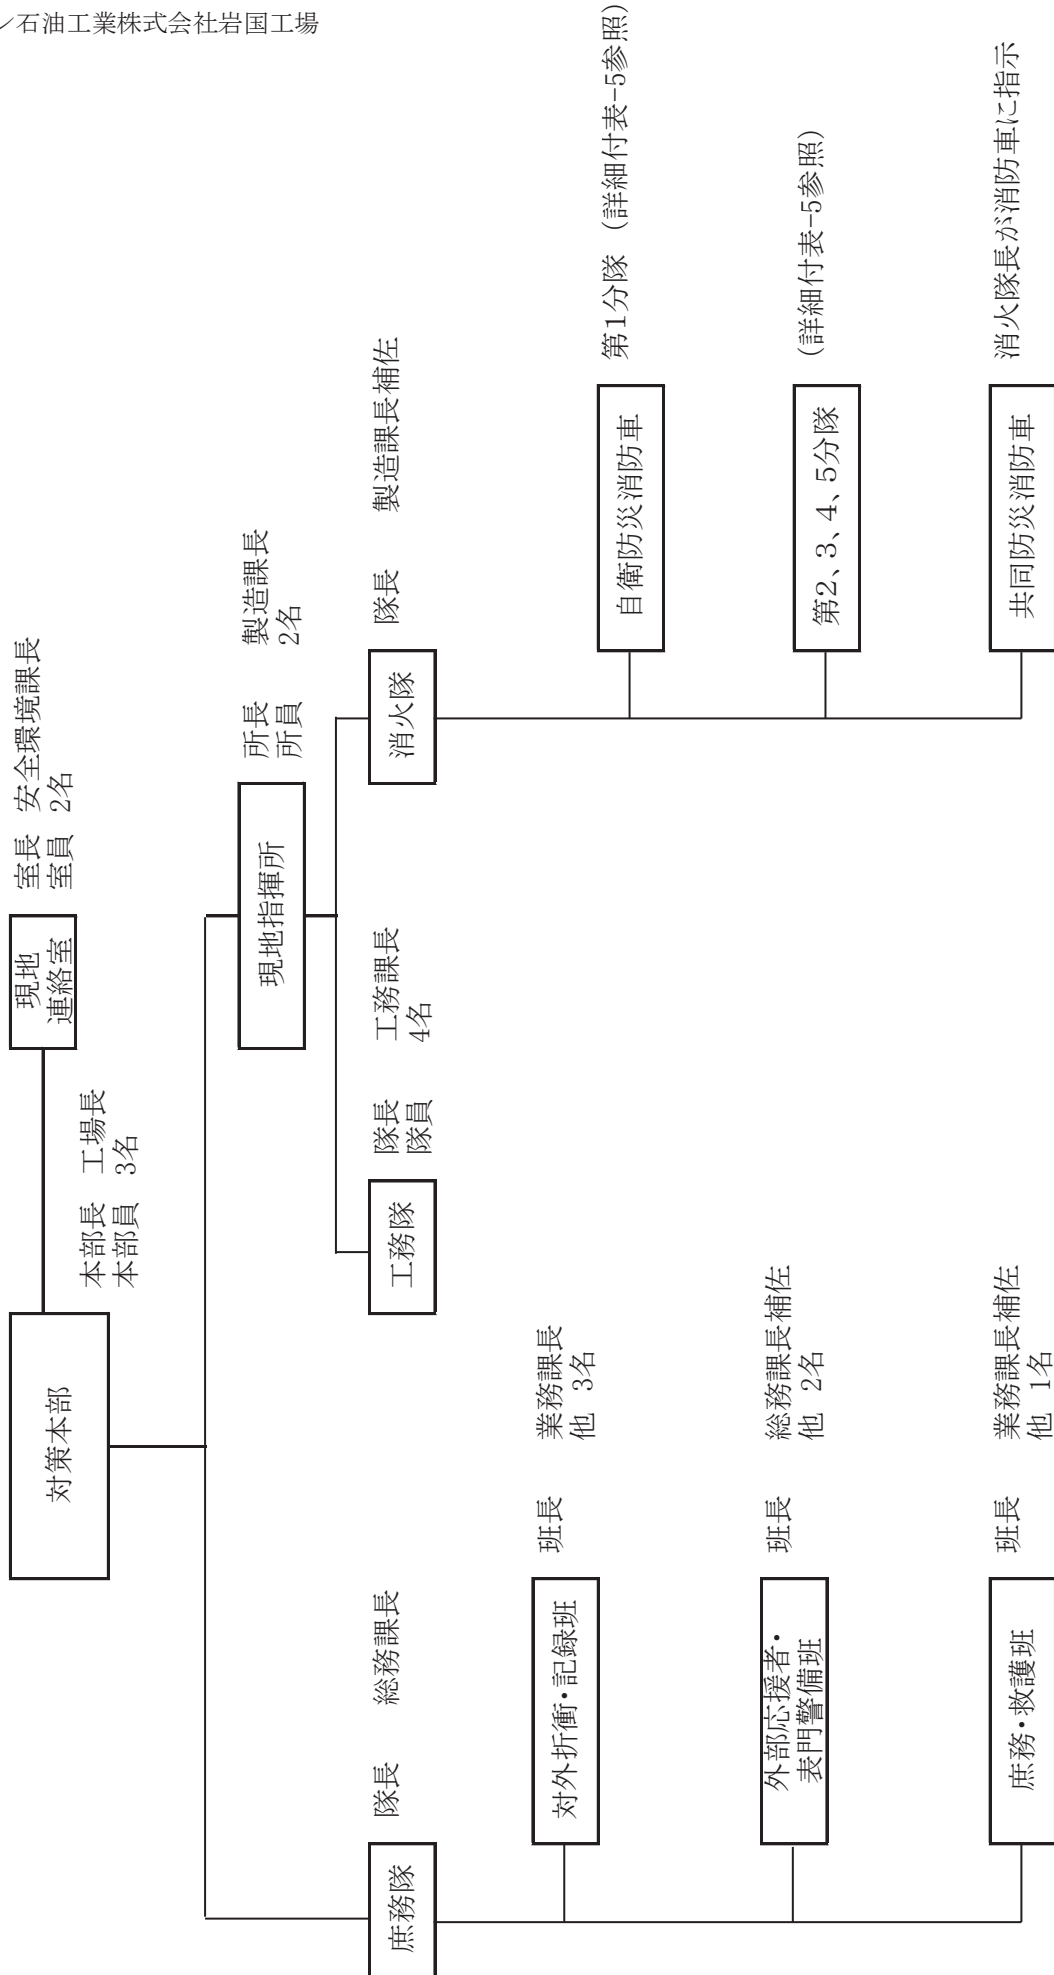 石油工業株式会社岩国工場
対策本部
本部長 工場長
本部員 3名
現地
連絡室
室長 安全環境課長
室員 2名
現地指揮所
所長 製造課長
所員 2名
庶務隊
隊長 総務課長
工務隊
隊長 工務課長
隊員 4名
消火隊
隊長 製造課長補佐
対外折衝・記録班
班長 業務課長
他 3名
外部応援者・
表門警備班
班長 総務課長補佐
他 2名
庶務・救護班
班長 業務課長補佐
他 1名
自衛防災消防車
第1分隊 (詳細付表-5参照)
第2、3、4、5分隊
(詳細付表-5参照)
共同防災消防車
消火隊長が消防車に指示